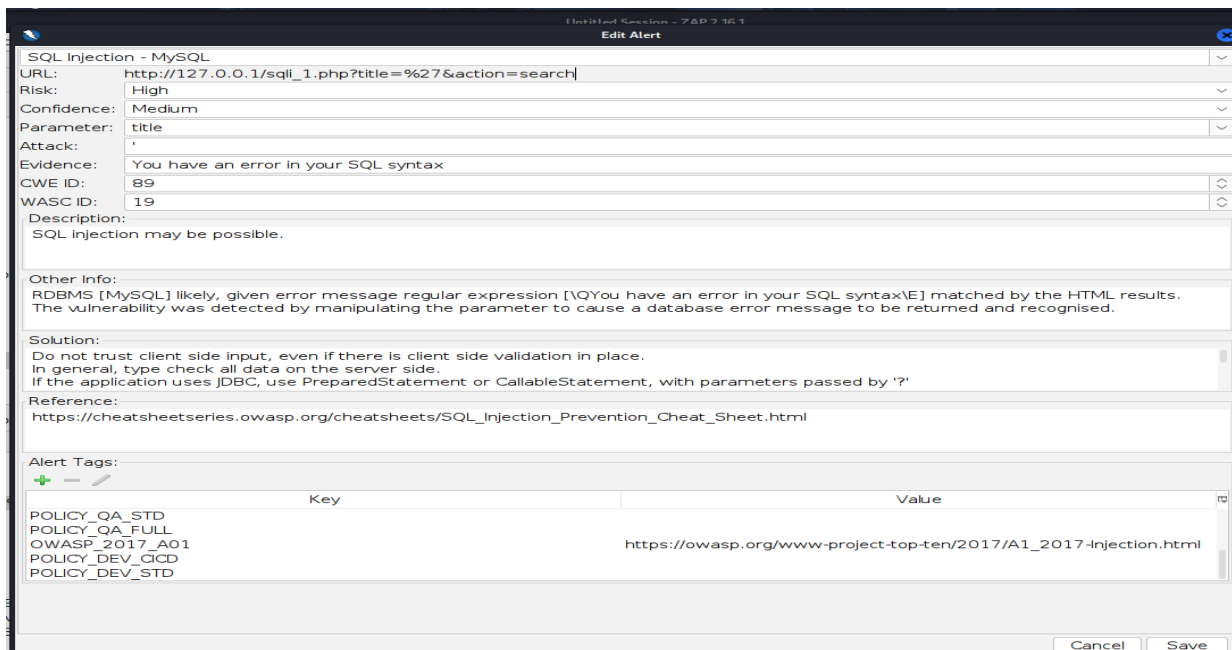 Untitled Session - ZAP 2.16.1
Edit Alert
SQL Injection - MySQL
URL: http://127.0.0.1/sqli_1.php?title=%27&action=search
Risk: High
Confidence: Medium
Parameter: title
Attack: '
Evidence: You have an error in your SQL syntax
CWE ID: 89
WASC ID: 19
Description:
SQL injection may be possible.
Other Info:
RDBMS [MySQL] likely, given error message regular expression [\QYou have an error in your SQL syntax\E] matched by the HTML results.
The vulnerability was detected by manipulating the parameter to cause a database error message to be returned and recognised.
Solution:
Do not trust client side input, even if there is client side validation in place.
In general, type check all data on the server side.
If the application uses JDBC, use PreparedStatement or CallableStatement, with parameters passed by '?'
Reference:
https://cheatsheetseries.owasp.org/cheatsheets/SQL_Injection_Prevention_Cheat_Sheet.html
Alert Tags:
Key Value
POLICY_QA_STD
POLICY_QA_FULL
OWASP_2017_A01 https://owasp.org/www-project-top-ten/2017/A1_2017-Injection.html
POLICY_DEV_CICD
POLICY_DEV_STD
Cancel Save